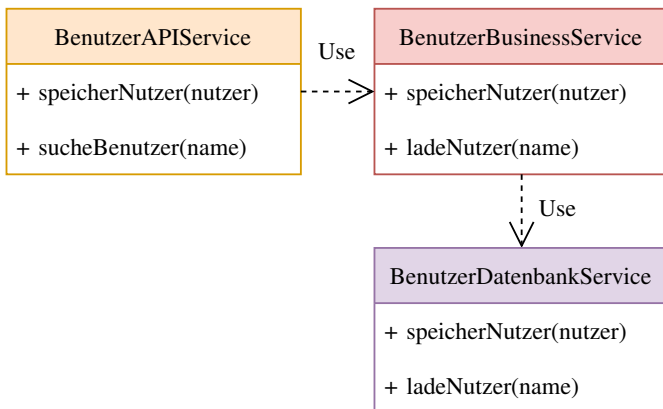 BenutzerAPIService
+ speicherNutzer(nutzer)
+ sucheBenutzer(name)
Use
BenutzerBusinessService
+ speicherNutzer(nutzer)
+ ladeNutzer(name)
Use
BenutzerDatenbankService
+ speicherNutzer(nutzer)
+ ladeNutzer(name)